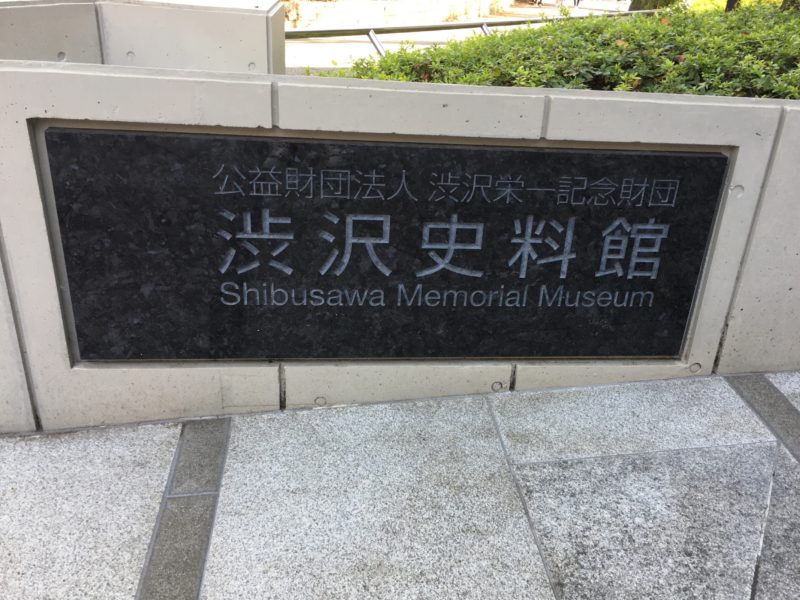 公益財団法人 渋沢栄一記念財団
渋沢史料館
Shibusawa Memorial Museum